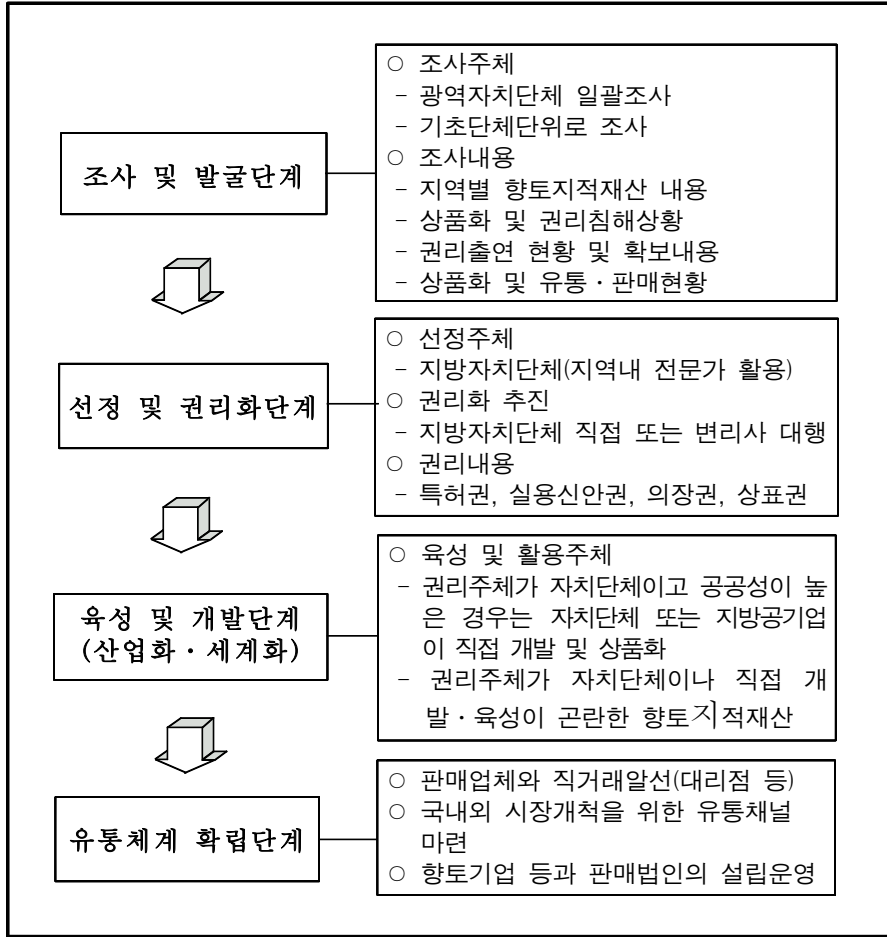 조사 및 발굴단계
○ 조사주체
- 광역자치단체 일괄조사
- 기초단체단위로 조사
○ 조사내용
- 지역별 향토지적재산 내용
- 상품화 및 권리침해상황
- 권리출연 현황 및 확보내용
- 상품화 및 유통·판매현황
선정 및 권리화단계
○ 선정주체
- 지방자치단체(지역내 전문가 활용)
○ 권리화 추진
- 지방자치단체 직접 또는 변리사 대행
○ 권리내용
- 특허권, 실용신안권, 의장권, 상표권
육성 및 개발단계
(산업화·세계화)
○ 육성 및 활용주체
- 권리주체가 자치단체이고 공공성이 높
은 경우는 자치단체 또는 지방공기업
이 직접 개발 및 상품화
- 권리주체가 자치단체이나 직접 개
발·육성이 곤란한 향토지적재산
유통체계 확립단계
○ 판매업체와 직거래알선(대리점 등)
○ 국내외 시장개척을 위한 유통채널
마련
○ 향토기업 등과 판매법인의 설립운영